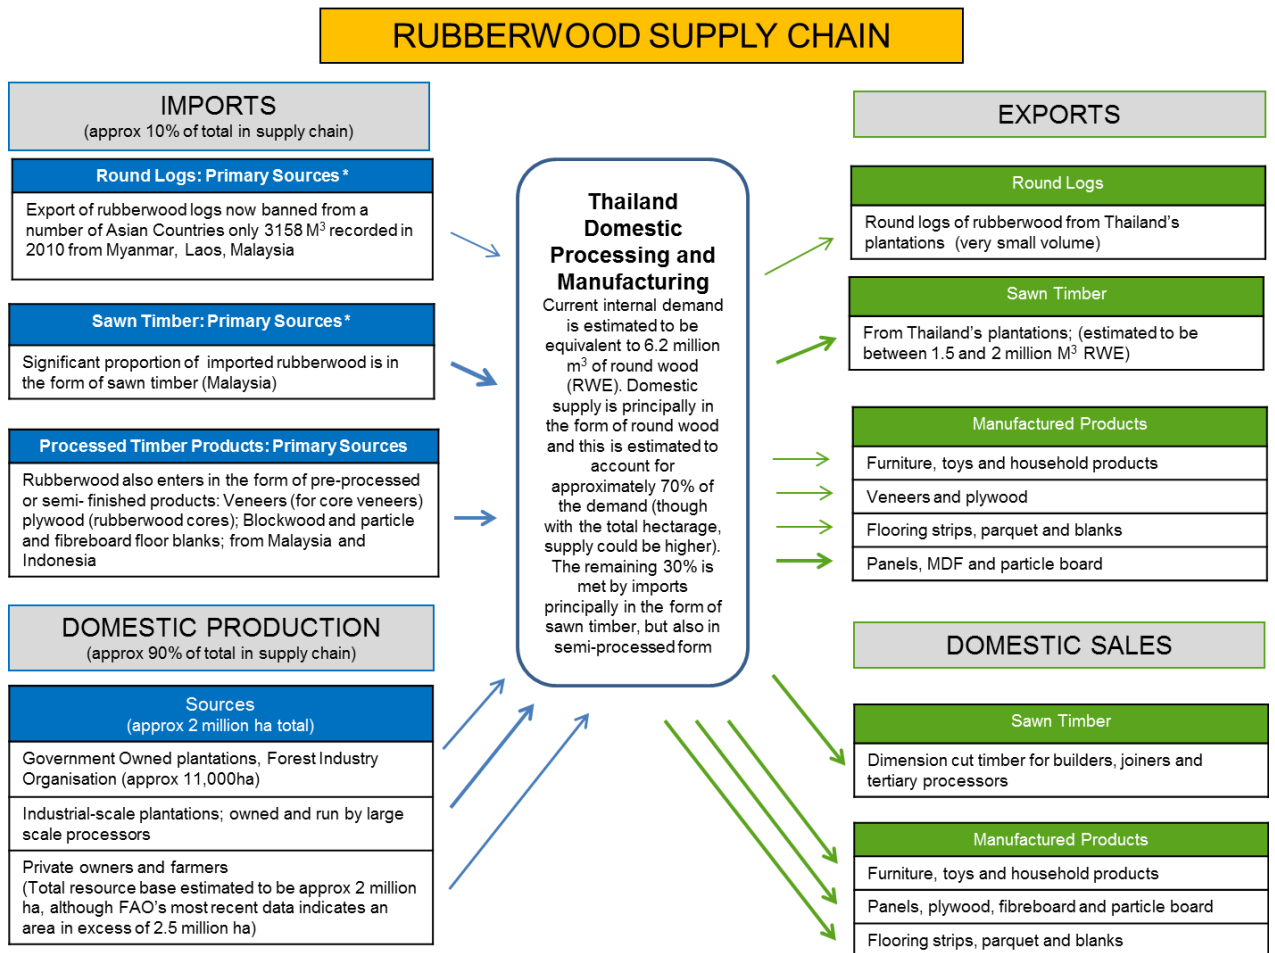 RUBBERWOOD SUPPLY CHAIN
IMPORTS
(approx 10% of total in supply chain)
Round Logs: Primary Sources *
Export of rubberwood logs now banned from a
number of Asian Countries only 3158 M³ recorded in
2010 from Myanmar, Laos, Malaysia
Sawn Timber: Primary Sources *
Significant proportion of imported rubberwood is in
the form of sawn timber (Malaysia)
Processed Timber Products: Primary Sources
Rubberwood also enters in the form of pre-processed
or semi- finished products: Veneers (for core veneers)
plywood (rubberwood cores); Blockwood and particle
and fibreboard floor blanks; from Malaysia and
Indonesia
DOMESTIC PRODUCTION
(approx 90% of total in supply chain)
Sources
(approx 2 million ha total)
Government Owned plantations, Forest Industry
Organisation (approx 11,000ha)
Industrial-scale plantations; owned and run by large
scale processors
Private owners and farmers
(Total resource base estimated to be approx 2 million
ha, although FAO's most recent data indicates an
area in excess of 2.5 million ha)
Thailand
Domestic
Processing and
Manufacturing
Current internal demand
is estimated to be
equivalent to 6.2 million
m³ of round wood
(RWE). Domestic
supply is principally in
the form of round wood
and this is estimated to
account for
approximately 70% of
the demand (though
with the total hectarage,
supply could be higher).
The remaining 30% is
met by imports
principally in the form of
sawn timber, but also in
semi-processed form
EXPORTS
Round Logs
Round logs of rubberwood from Thailand's
plantations (very small volume)
Sawn Timber
From Thailand's plantations; (estimated to be
between 1.5 and 2 million M³ RWE)
Manufactured Products
Furniture, toys and household products
Veneers and plywood
Flooring strips, parquet and blanks
Panels, MDF and particle board
DOMESTIC SALES
Sawn Timber
Dimension cut timber for builders, joiners and
tertiary processors
Manufactured Products
Furniture, toys and household products
Panels, plywood, fibreboard and particle board
Flooring strips, parquet and blanks